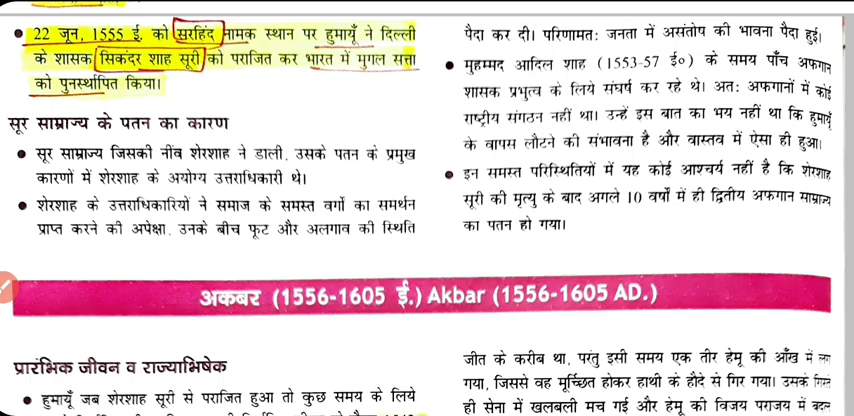 22 जून, 1555 ई. को सरहिंद नामक स्थान पर हुमायूँ ने दिल्ली
के शासक सिकंदर शाह सूरी को पराजित कर भारत में मुगल सत्ता
को पुनर्स्थापित किया।
सूर साम्राज्य के पतन का कारण
सूर साम्राज्य जिसकी नींव शेरशाह ने डाली, उसके पतन के प्रमुख
कारणों में शेरशाह के अयोग्य उत्तराधिकारी थे।
शेरशाह के उत्तराधिकारियों ने समाज के समस्त वर्गों का समर्थन
प्राप्त करने की अपेक्षा, उनके बीच फूट और अलगाव की स्थिति
पैदा कर दी। परिणामतः जनता में असंतोष की भावना पैदा हुई।
मुहम्मद आदिल शाह (1553-57 ई०) के समय पाँच अफगान
शासक प्रभुत्व के लिये संघर्ष कर रहे थे। अतः अफगानों में कोई
राष्ट्रीय संगठन नहीं था। उन्हें इस बात का भय नहीं था कि हुमायूँ
के वापस लौटने की संभावना है और वास्तव में ऐसा ही हुआ।
इन समस्त परिस्थितियों में यह कोई आश्चर्य नहीं है कि शेरशाह
सूरी की मृत्यु के बाद अगले 10 वर्षों में ही द्वितीय अफगान साम्राज्य
का पतन हो गया।
अकबर (1556-1605 ई.) Akbar (1556-1605 AD.)
प्रारंभिक जीवन व राज्याभिषेक
हुमायूँ जब शेरशाह सूरी से पराजित हुआ तो कुछ समय के लिये
जीत के करीब था, परंतु इसी समय एक तीर हेमू की आँख में लग
गया, जिससे वह मूर्च्छित होकर हाथी के हौदे से गिर गया। उसके गिरते
ही सेना में खलबली मच गई और हेमू की विजय पराजय में बदल